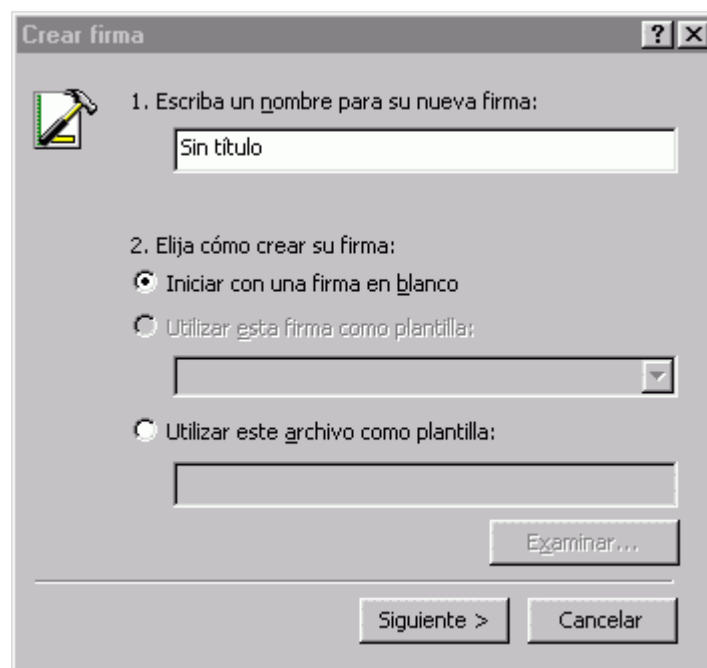 Crear firma
1. Escriba un nombre para su nueva firma:
Sin título
2. Elija cómo crear su firma:
Iniciar con una firma en blanco
Utilizar esta firma como plantilla:
Utilizar este archivo como plantilla:
Examinar...
Siguiente > Cancelar